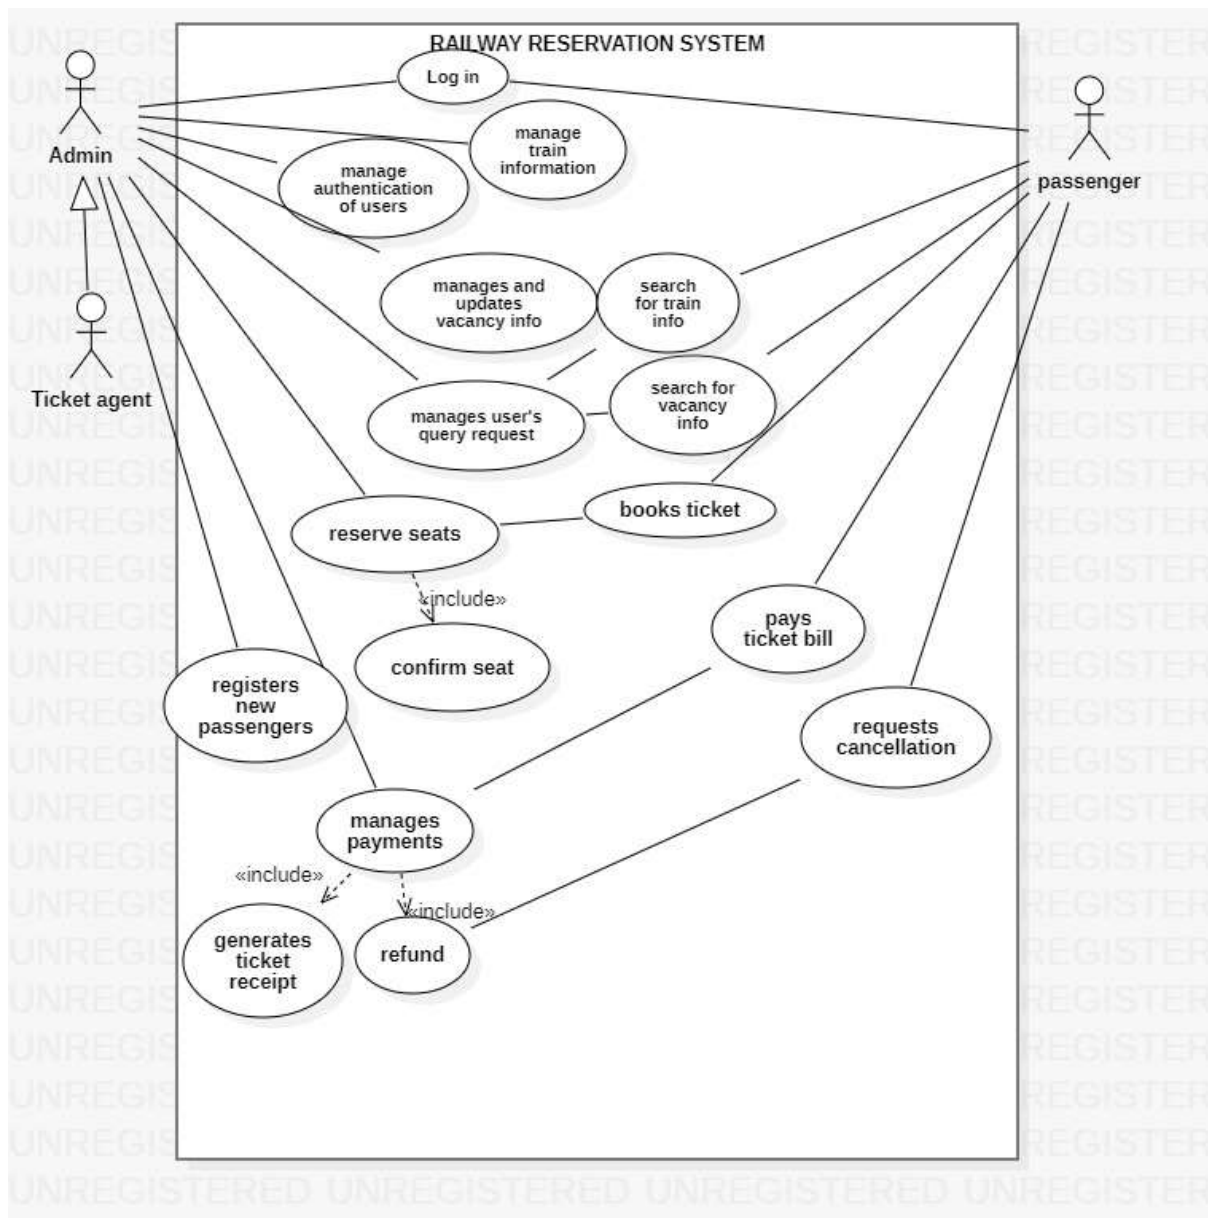 RAILWAY RESERVATION SYSTEM
Log in
manage
train
information
Admin
manage
authentication
of users
passenger
manages and
updates
vacancy info
search
for train
info
Ticket agent
manages user's
query request
search for
vacancy
info
books ticket
reserve seats
«include»
confirm seat
pays
ticket bill
registers
new
passengers
requests
cancellation
manages
payments
«include»
«include»
generates
ticket
receipt
refund
UNREGISTERED UNREGISTERED UNREGISTERED UNREGISTER